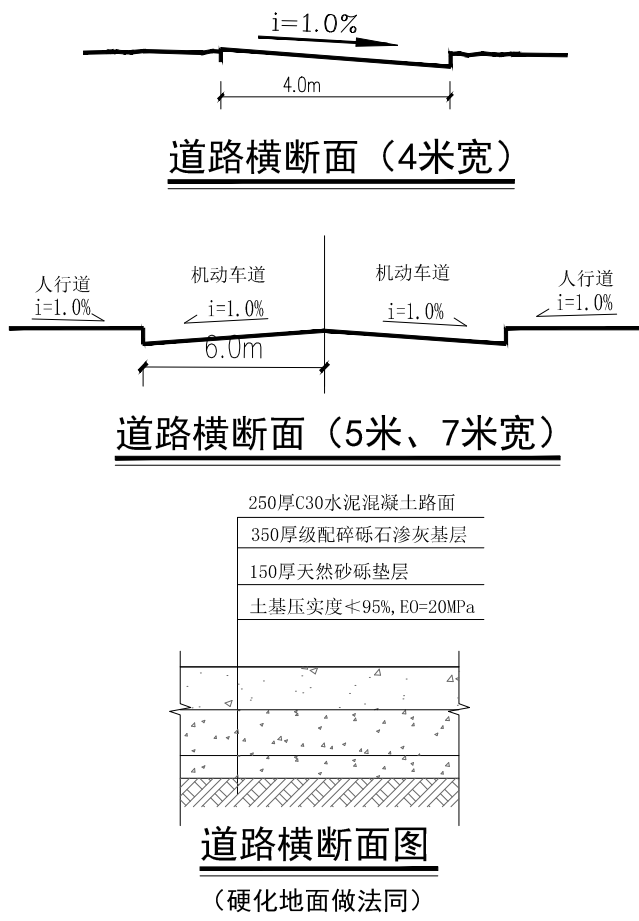 i=1.0%
4.0m
道路横断面（4米宽）
人行道 机动车道 机动车道 人行道
i=1.0% i=1.0% i=1.0% i=1.0%
6.0m
道路横断面（5米、7米宽）
250厚C30水泥混凝土路面
350厚级配碎砾石渗灰基层
150厚天然砂砾垫层
土基压实度≮95%,EO=20MPa
道路横断面图
（硬化地面做法同）